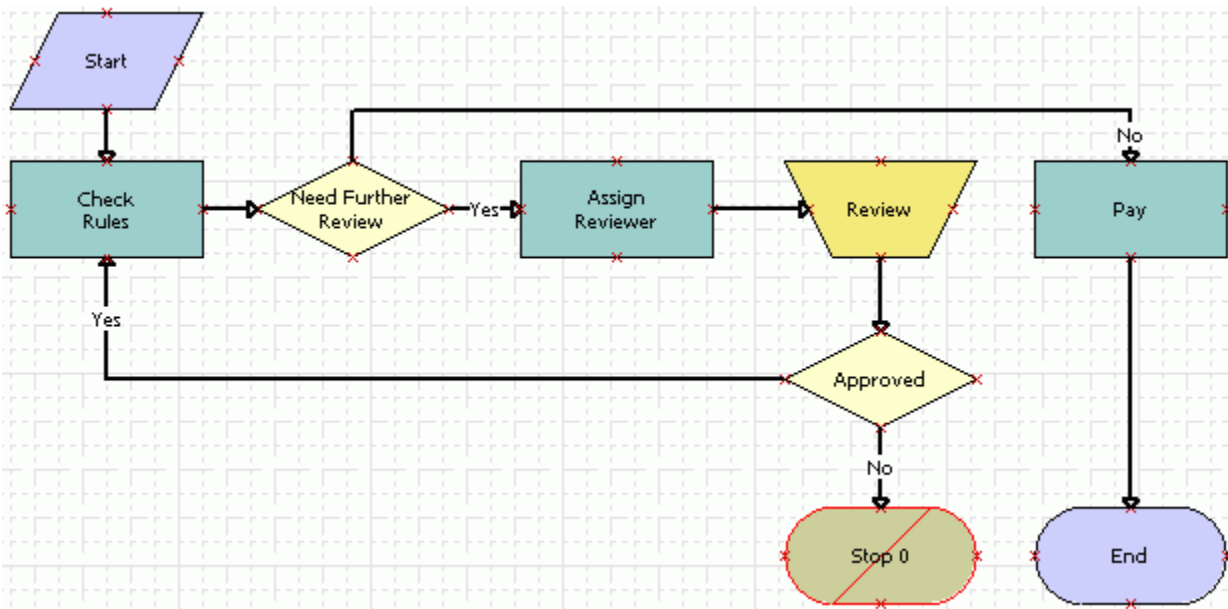 Start
No
Check
Rules
Need Further
Review
Yes
Assign
Reviewer
Review
Pay
Yes
Approved
No
Stop 0
End